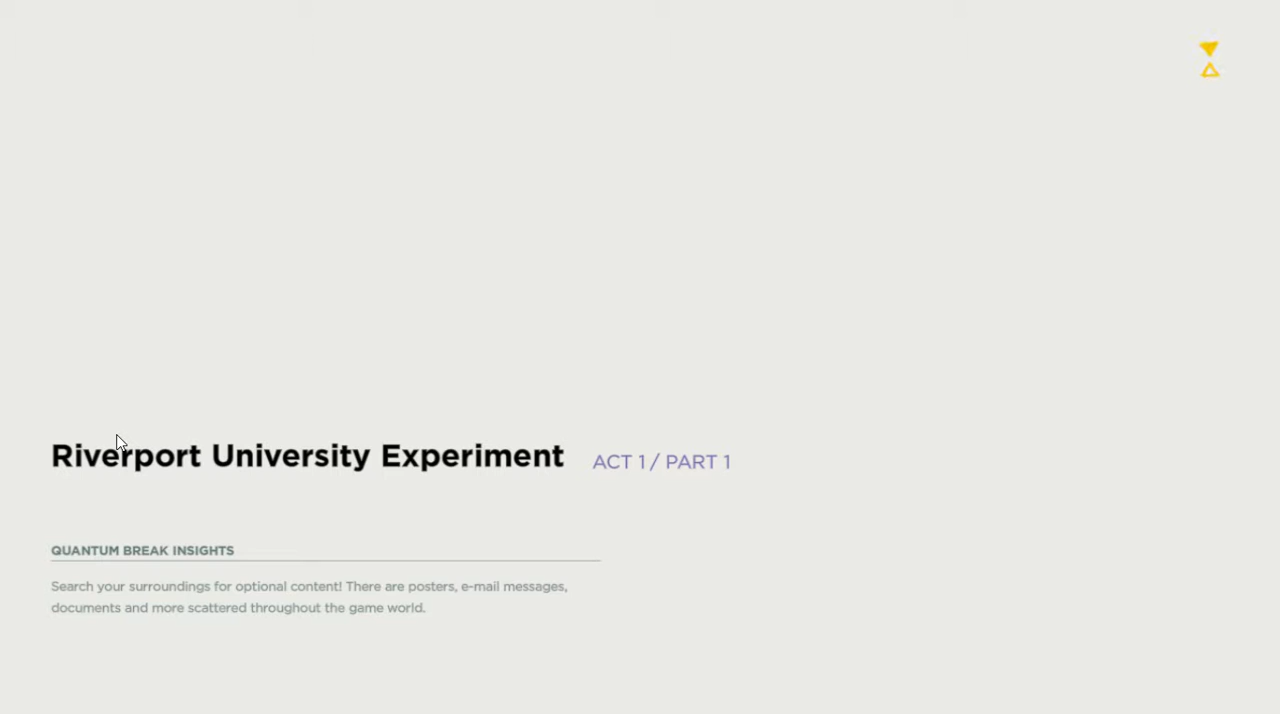 Riverport University Experiment ACT 1 / PART 1
QUANTUM BREAK INSIGHTS
Search your surroundings for optional content! There are posters, e-mail messages,
documents and more scattered throughout the game world.